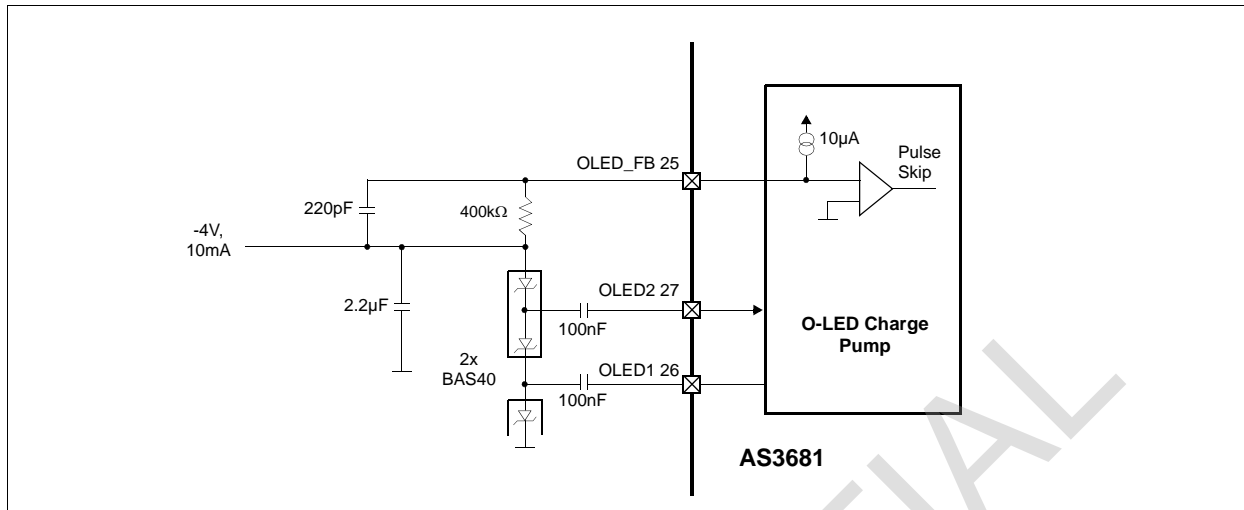 10µA
Pulse
Skip
OLED_FB 25
220pF
400kΩ
-4V,
10mA
2.2µF
OLED2 27
100nF
O-LED Charge
Pump
2x
BAS40
OLED1 26
100nF
AS3681